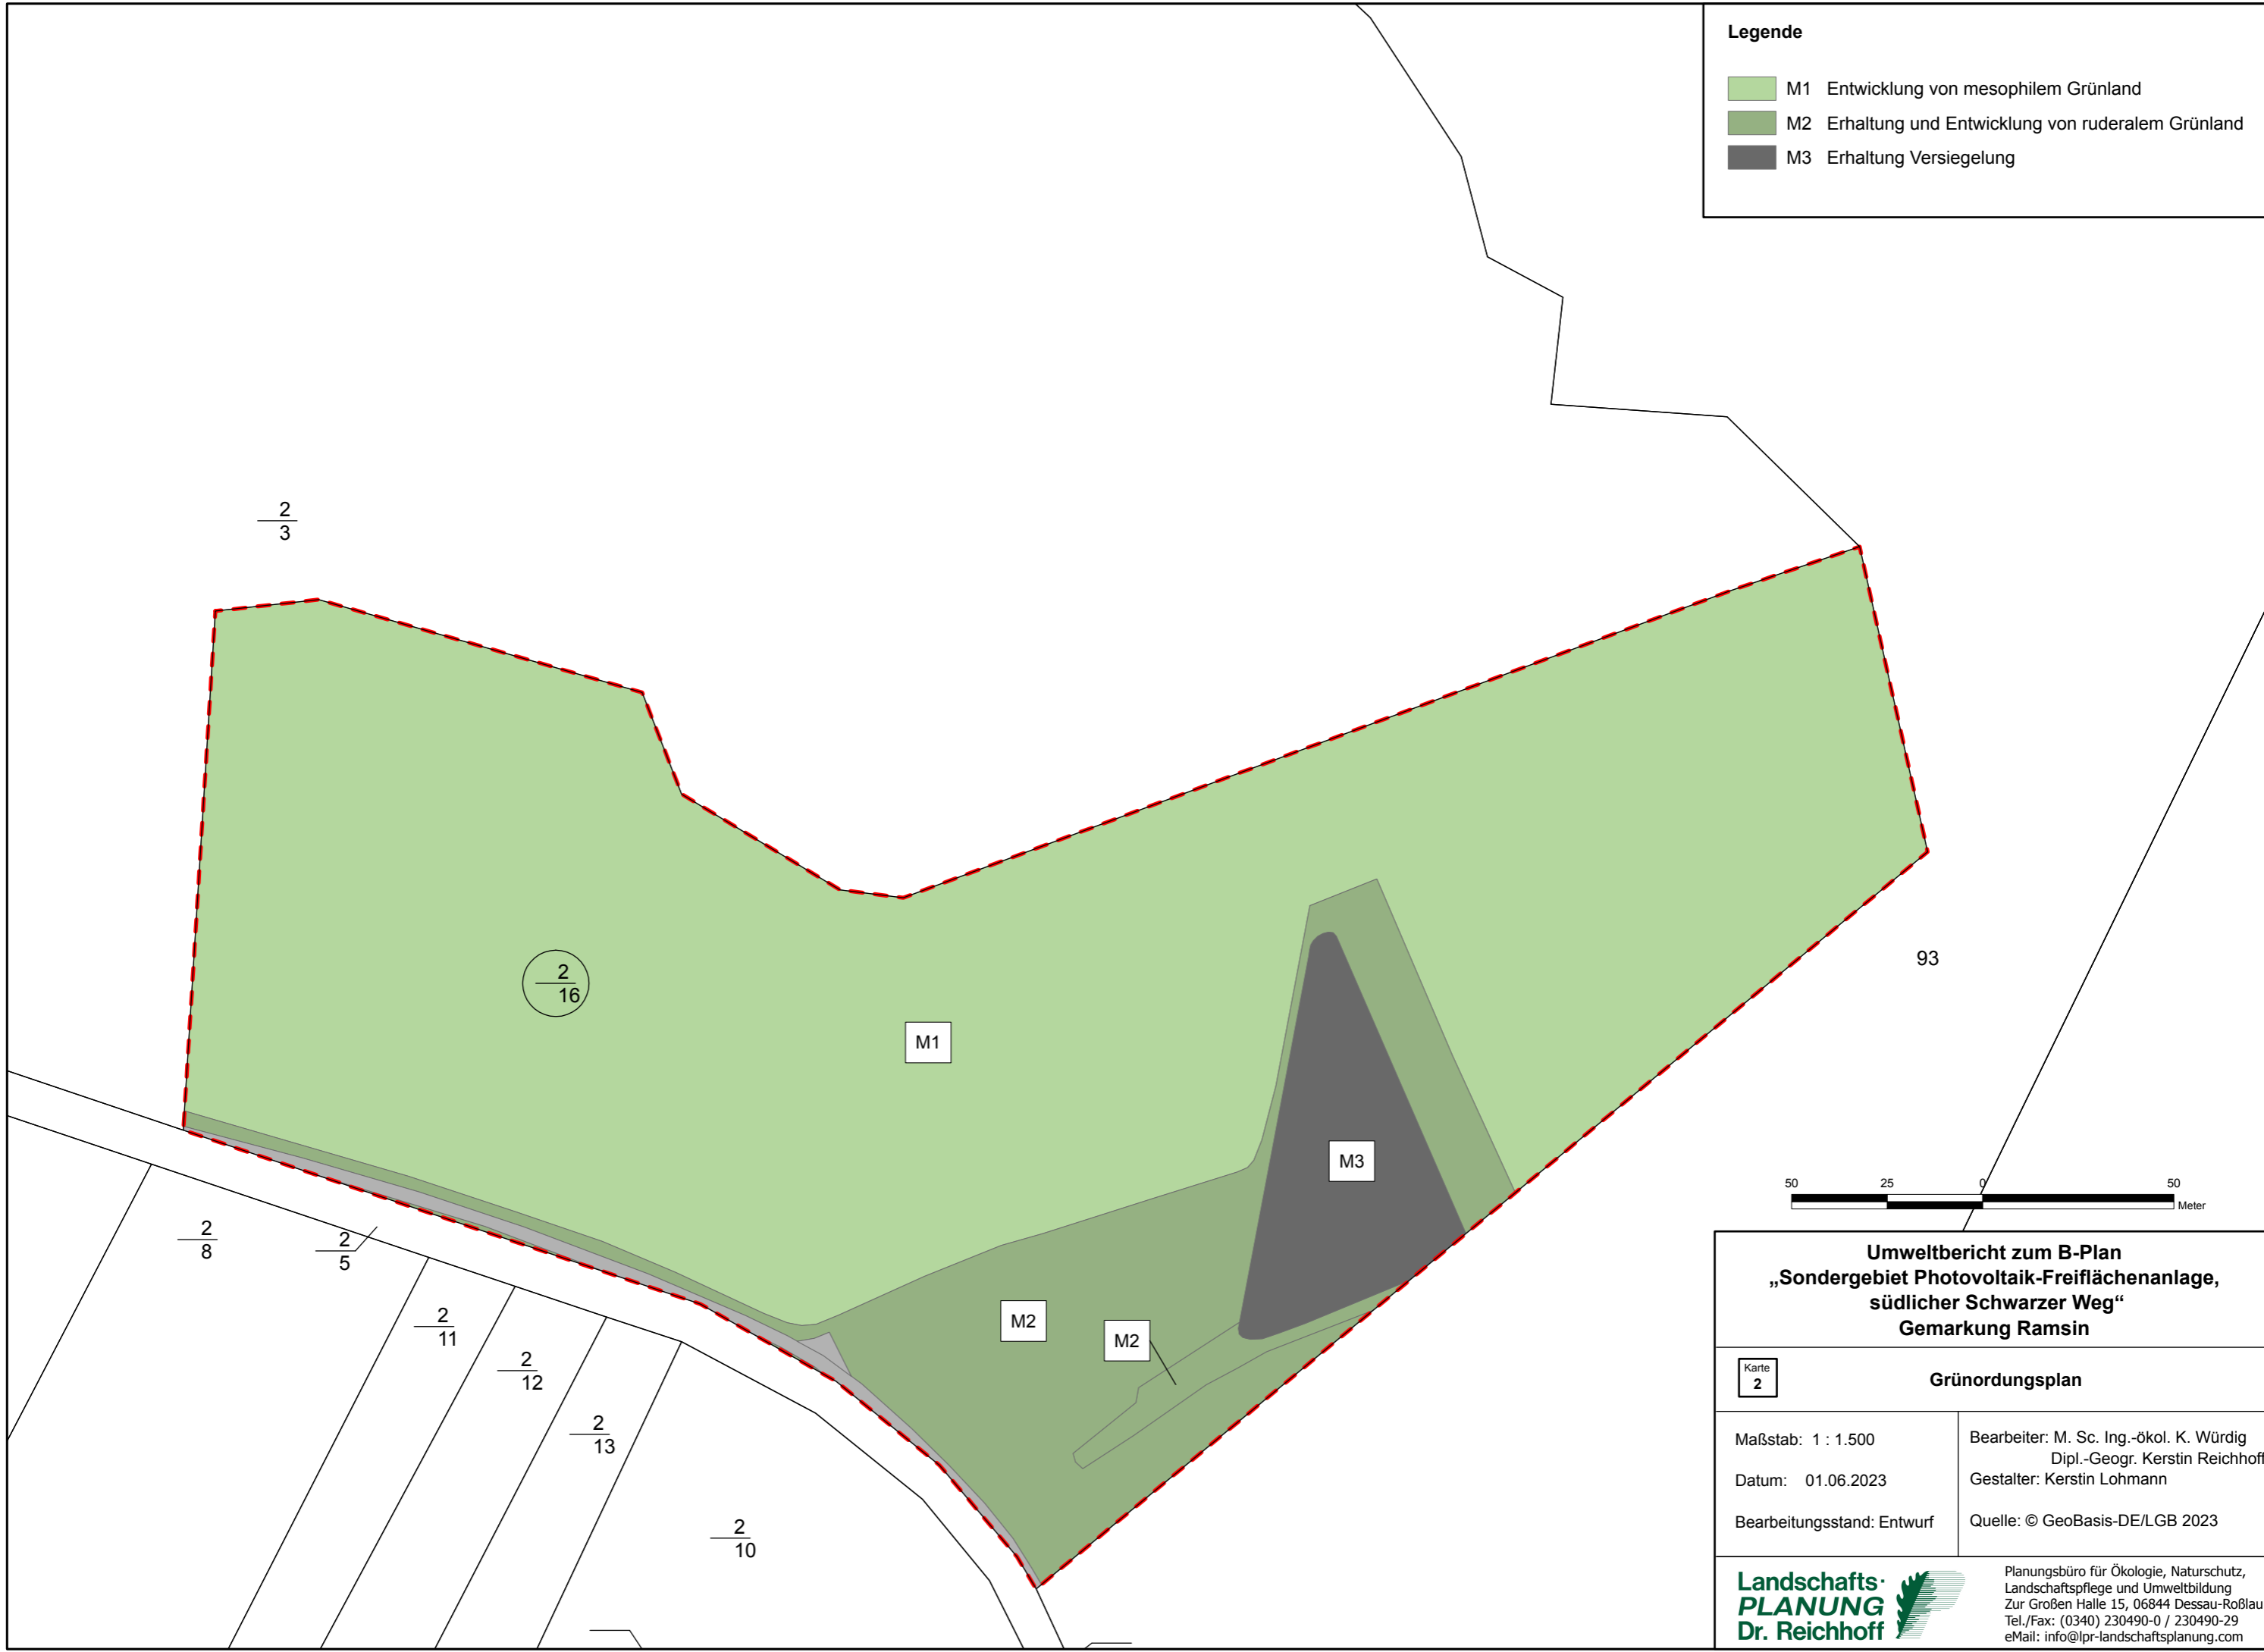 Legende
M1 Entwicklung von mesophilem Grünland
M2 Erhaltung und Entwicklung von ruderalem Grünland
M3 Erhaltung Versiegelung
2
3
2
16
M1
93
M3
M2
M2
2
8
2
5
2
11
2
12
2
13
2
10
50 25 0 50
Meter
Umweltbericht zum B-Plan
„Sondergebiet Photovoltaik-Freiflächenanlage,
südlicher Schwarzer Weg“
Gemarkung Ramsin
Karte
2
Grünordungsplan
Maßstab: 1 : 1.500
Datum: 01.06.2023
Bearbeitungsstand: Entwurf
Bearbeiter: M. Sc. Ing.-ökol. K. Würdig
Dipl.-Geogr. Kerstin Reichhoff
Gestalter: Kerstin Lohmann
Quelle: © GeoBasis-DE/LGB 2023
Landschafts·
PLANUNG
Dr. Reichhoff
Planungsbüro für Ökologie, Naturschutz,
Landschaftspflege und Umweltbildung
Zur Großen Halle 15, 06844 Dessau-Roßlau
Tel./Fax: (0340) 230490-0 / 230490-29
eMail: info@lpr-landschaftsplanung.com